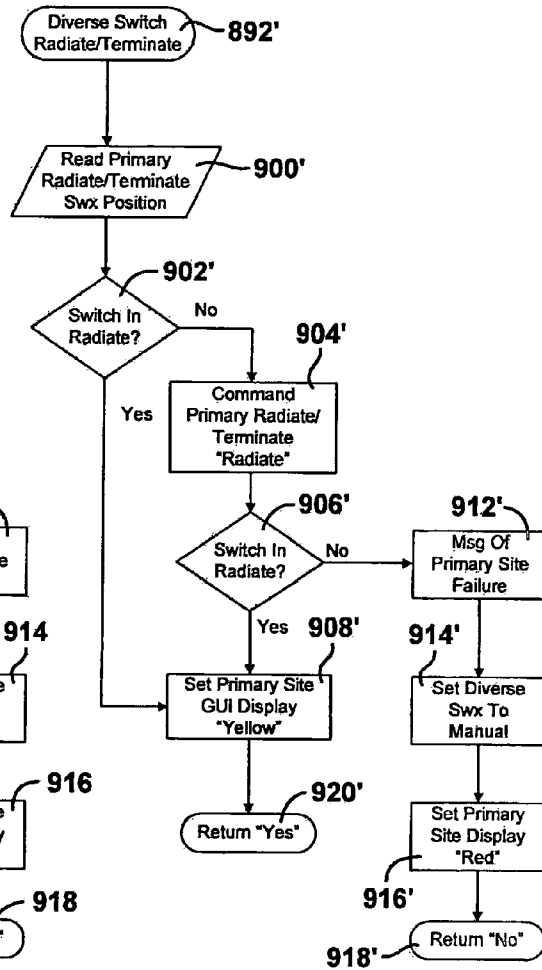 Diverse Switch
Radiate/Terminate
892'
Read Primary
Radiate/Terminate
Swx Position
900'
902'
Switch In
Radiate?
No
Yes
904'
Command
Primary Radiate/
Terminate
"Radiate"
906'
Switch In
Radiate?
No
Yes
912'
Msg Of
Primary Site
Failure
908'
Set Primary Site
GUI Display
"Yellow"
914'
Set Diverse
Swx To
Manual
920'
Return "Yes"
Set Primary
Site Display
"Red"
916'
918'
Return "No"
914
916
918